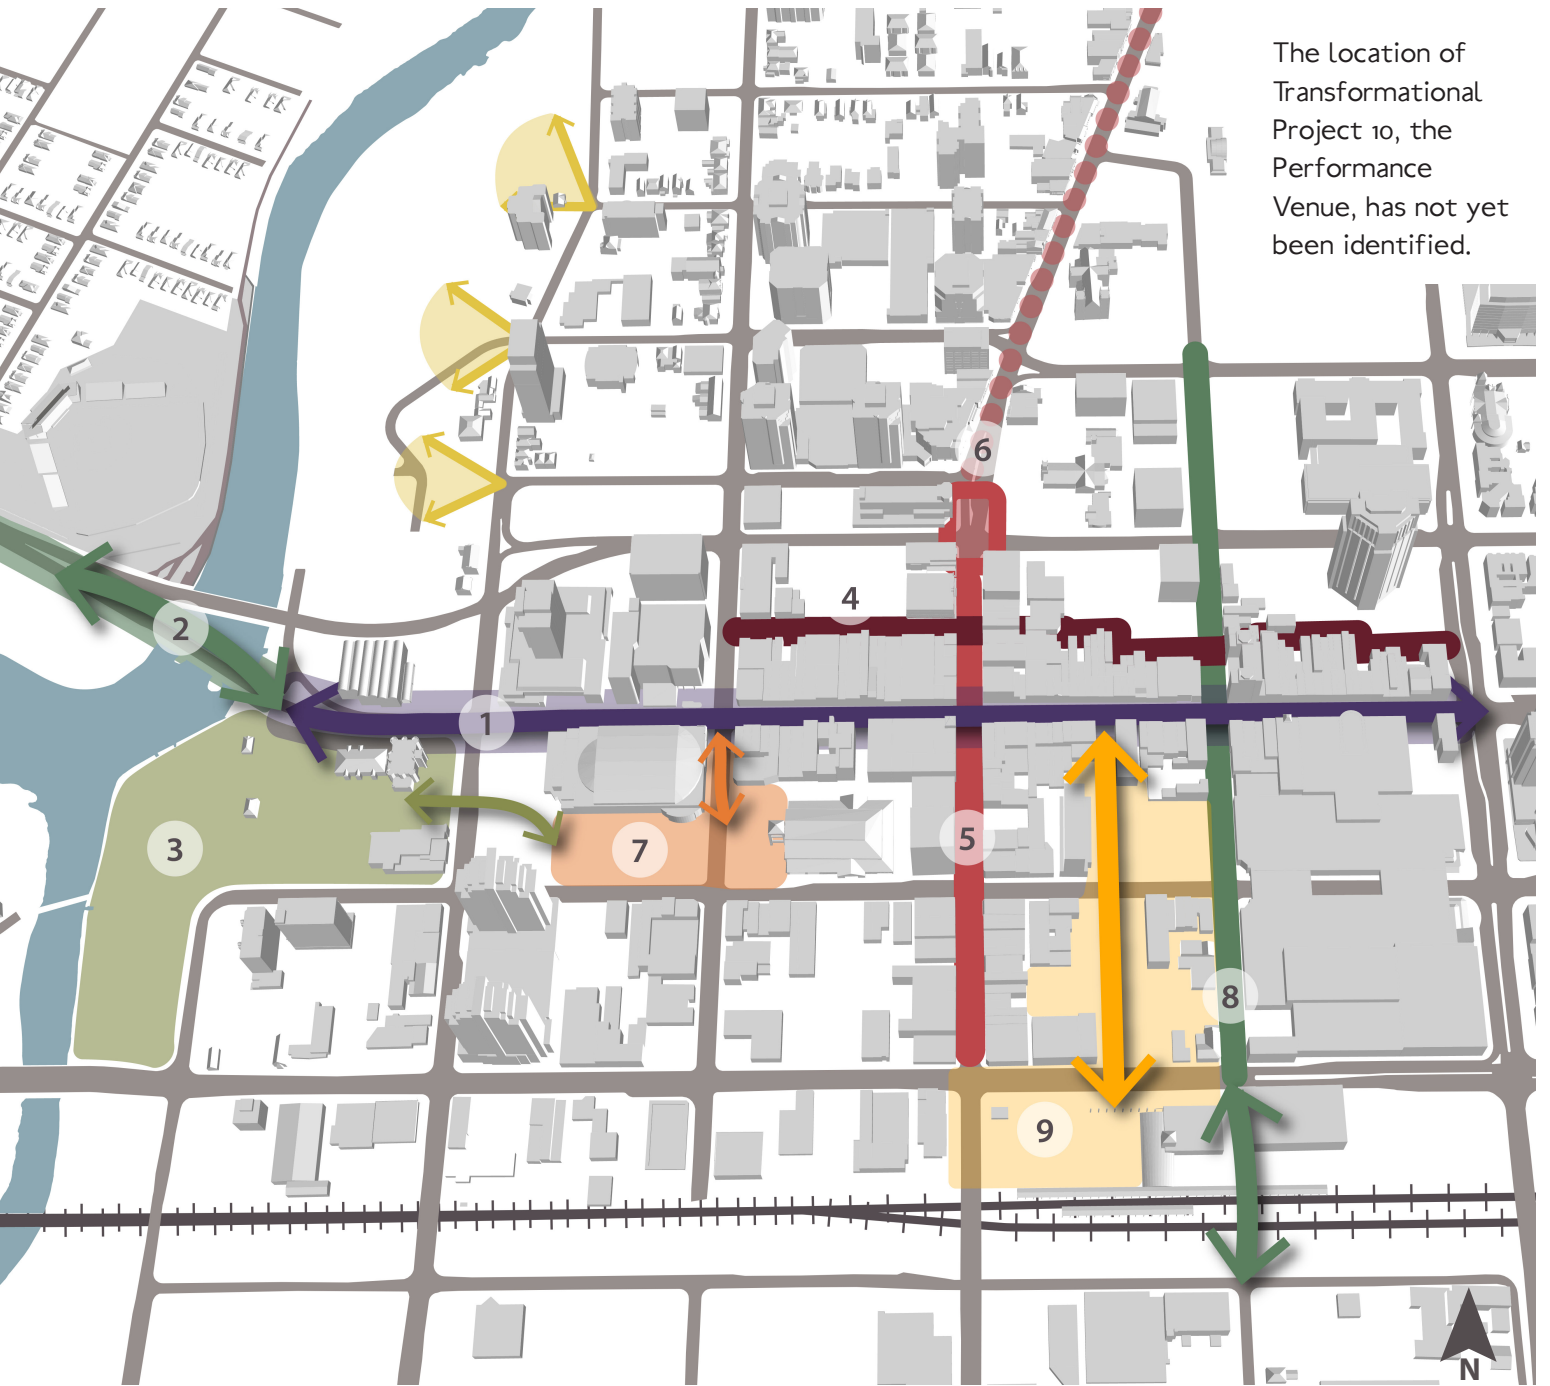 The location of
Transformational
Project 10, the
Performance
Venue, has not yet
been identified.
6
4
2
1
5
3
7
8
9
N